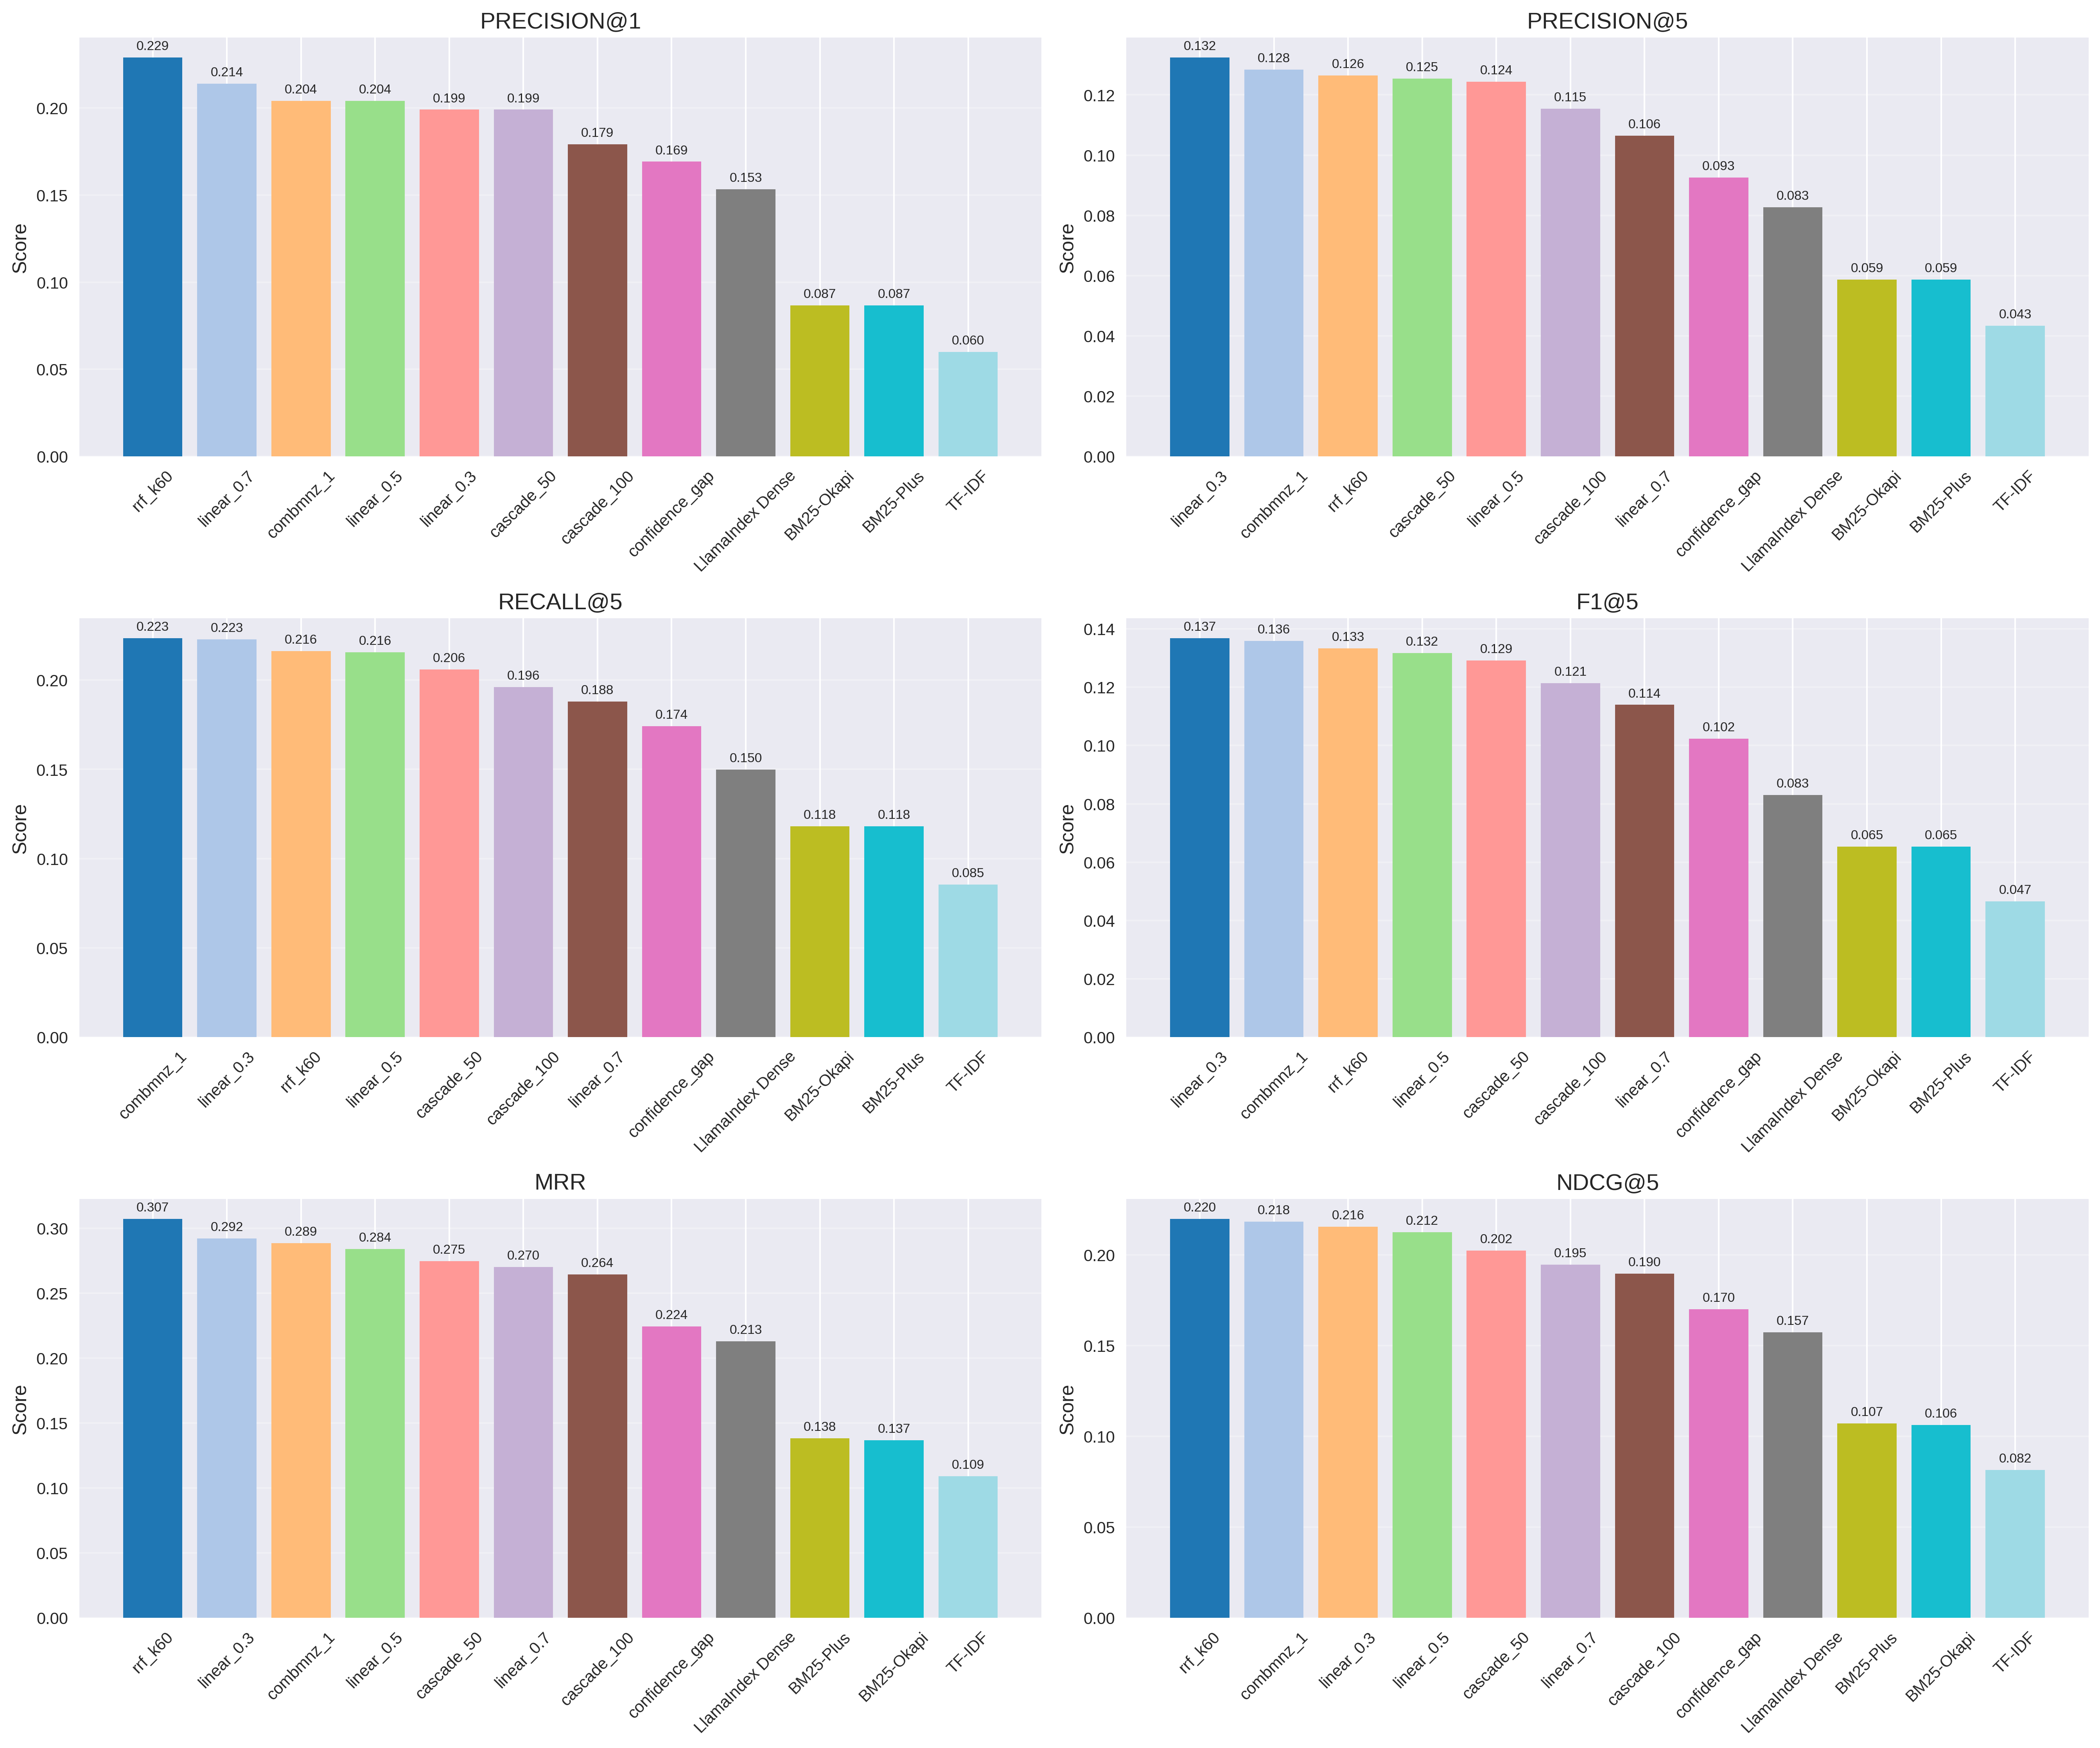 PRECISION@1
Score
0.20
0.15
0.10
0.05
0.00
0.229
0.214
0.204
0.204
0.199
0.199
0.179
0.169
0.153
0.087
0.087
0.060
rrf_k60
linear_0.7
combmnz_1
linear_0.5
linear_0.3
cascade_50
cascade_100
confidence_gap
LlamaIndex Dense
BM25-Okapi
BM25-Plus
TF-IDF
PRECISION@5
Score
0.12
0.10
0.08
0.06
0.04
0.02
0.00
0.132
0.128
0.126
0.125
0.124
0.115
0.106
0.093
0.083
0.059
0.059
0.043
linear_0.3
combmnz_1
rrf_k60
cascade_50
linear_0.5
cascade_100
linear_0.7
confidence_gap
LlamaIndex Dense
BM25-Okapi
BM25-Plus
TF-IDF
RECALL@5
Score
0.20
0.15
0.10
0.05
0.00
0.223
0.223
0.216
0.216
0.206
0.196
0.188
0.174
0.150
0.118
0.118
0.085
combmnz_1
linear_0.3
rrf_k60
linear_0.5
cascade_50
cascade_100
linear_0.7
confidence_gap
LlamaIndex Dense
BM25-Okapi
BM25-Plus
TF-IDF
F1@5
Score
0.14
0.12
0.10
0.08
0.06
0.04
0.02
0.00
0.137
0.136
0.133
0.132
0.129
0.121
0.114
0.102
0.083
0.065
0.065
0.047
linear_0.3
combmnz_1
rrf_k60
linear_0.5
cascade_50
cascade_100
linear_0.7
confidence_gap
LlamaIndex Dense
BM25-Okapi
BM25-Plus
TF-IDF
MRR
Score
0.30
0.25
0.20
0.15
0.10
0.05
0.00
0.307
0.292
0.289
0.284
0.275
0.270
0.264
0.224
0.213
0.138
0.137
0.109
rrf_k60
linear_0.3
combmnz_1
linear_0.5
cascade_50
linear_0.7
cascade_100
confidence_gap
LlamaIndex Dense
BM25-Plus
BM25-Okapi
TF-IDF
NDCG@5
Score
0.20
0.15
0.10
0.05
0.00
0.220
0.218
0.216
0.212
0.202
0.195
0.190
0.170
0.157
0.107
0.106
0.082
rrf_k60
combmnz_1
linear_0.3
linear_0.5
cascade_50
linear_0.7
cascade_100
confidence_gap
LlamaIndex Dense
BM25-Plus
BM25-Okapi
TF-IDF